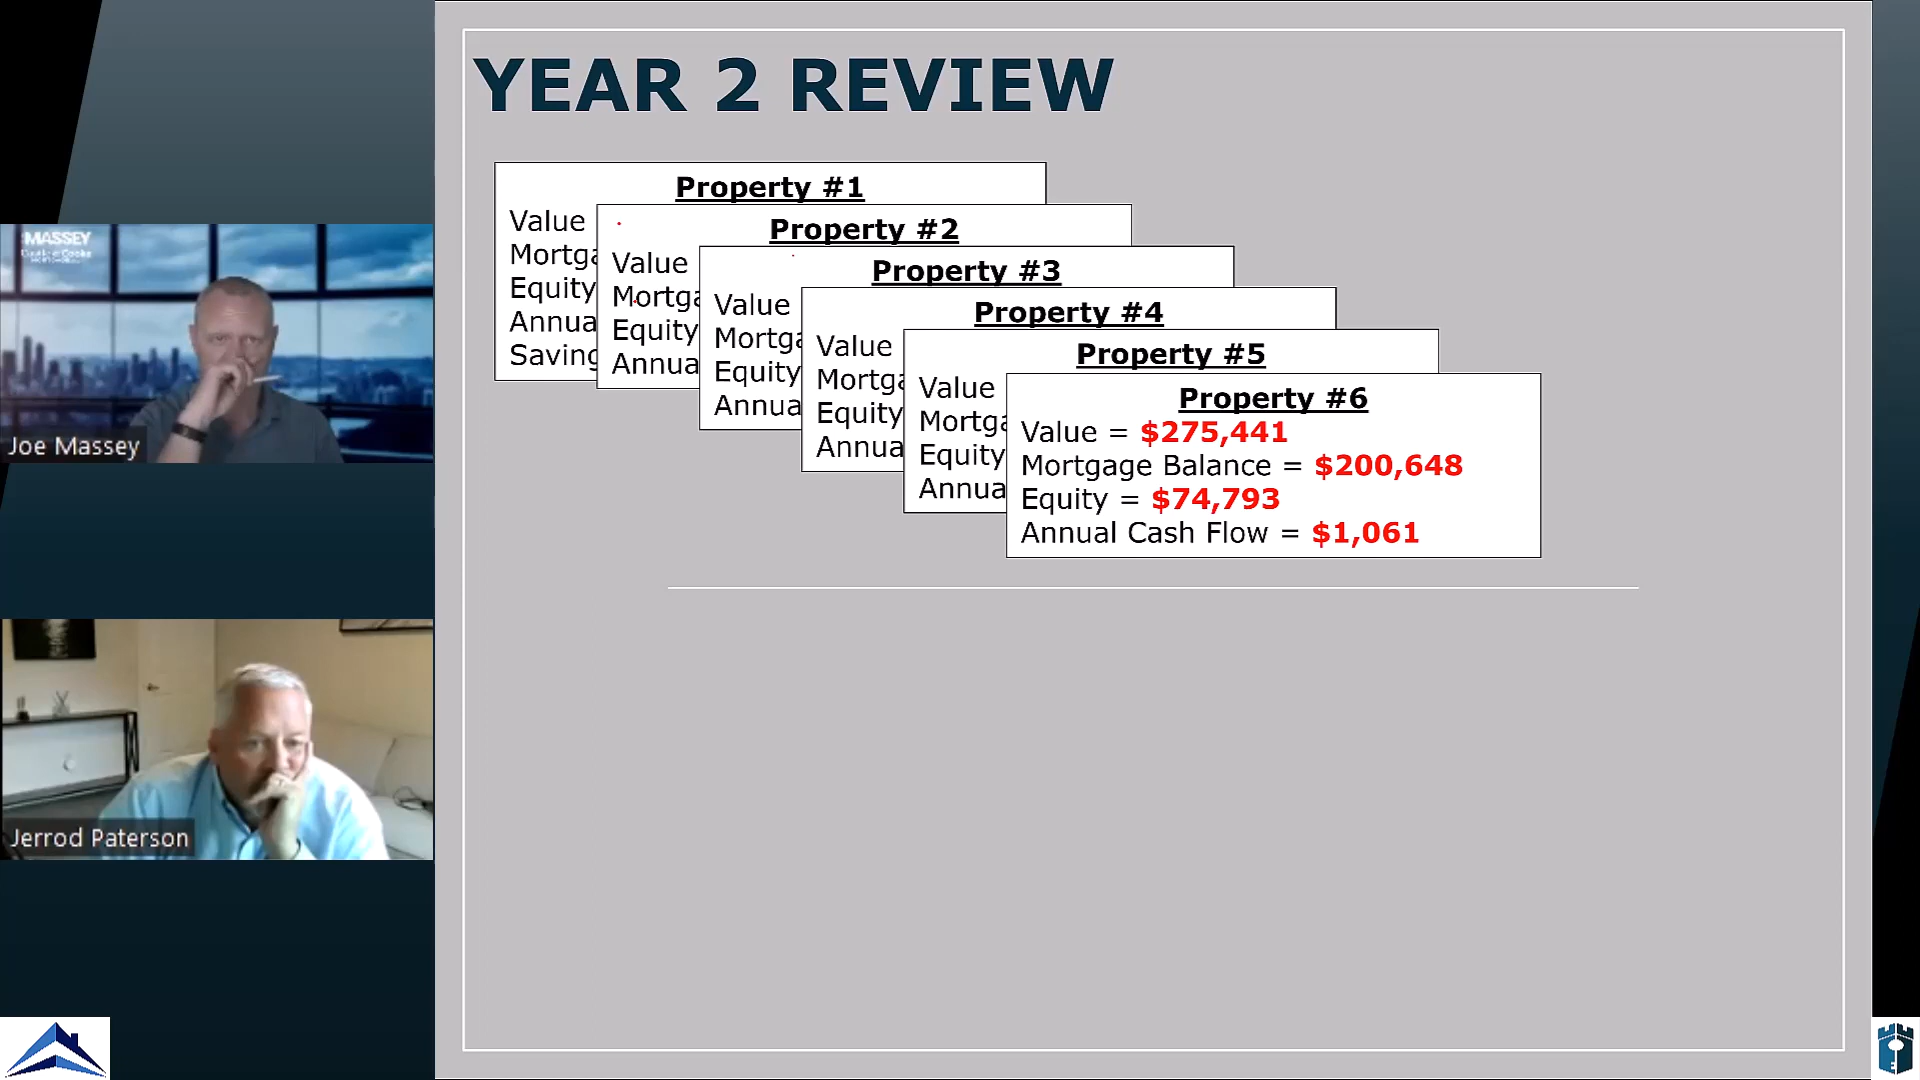 YEAR 2 REVIEW
Property #1
Value
Mortga
Equity
Annua
Saving
Property #2
Value
Mortga
Equity
Annua
Property #3
Value
Mortga
Equity
Annua
Property #4
Value
Mortga
Equity
Annua
Property #5
Value
Mortga
Equity
Annua
Property #6
Value = $275,441
Mortgage Balance = $200,648
Equity = $74,793
Annual Cash Flow = $1,061
MASSEY
Joe Massey
Jerrod Paterson